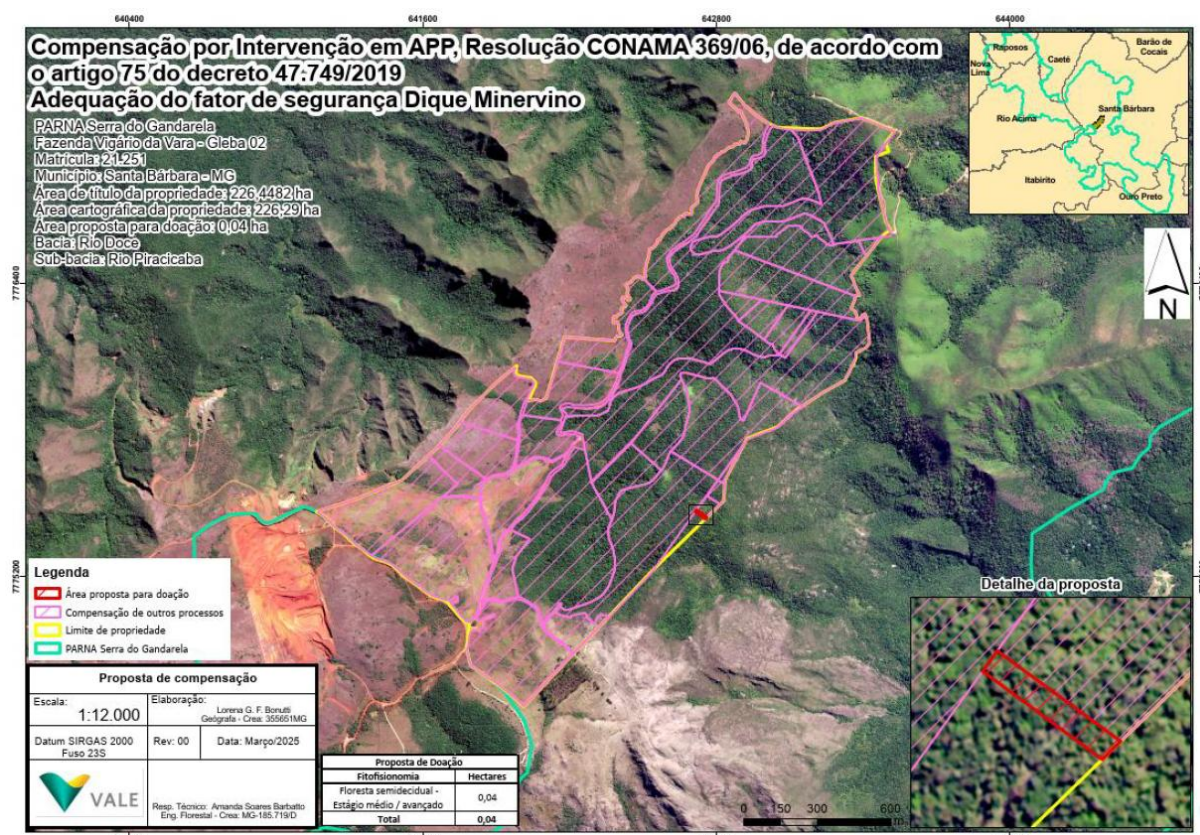 640400
641600
642800
644000
Compensação por Intervenção em APP, Resolução CONAMA 369/06, de acordo com
o artigo 75 do decreto 47.749/2019
Adequação do fator de segurança Dique Minervino
PARNA Serra do Gandarela
Fazenda Vigário da Vara - Gleba 02
Matrícula: 21.251
Município: Santa Bárbara - MG
Área de título da propriedade: 226,4482 ha
Área cartográfica da propriedade: 226,29 ha
Área proposta para doação: 0,04 ha
Bacia: Rio Doce
Sub-bacia: Rio Piracicaba
Raposos
Barão de
Cocais
Nova
Lima
Caeté
Santa Bárbara
Rio Acima
Itabirito
Ouro Preto
N
7776400
7775200
Legenda
Área proposta para doação
Compensação de outros processos
Limite de propriedade
PARNA Serra do Gandarela
Detalhe da proposta
Proposta de compensação
Escala:
1:12.000
Elaboração:
Lorena G. F. Bonutti
Geógrafa - Crea: 355651MG
Datum SIRGAS 2000
Fuso 23S
Rev: 00
Data: Março/2025
VALE
Resp. Técnico: Amanda Soares Barbatto
Eng. Florestal - Crea: MG-185.719/D
Proposta de Doação
Fitofisionomia Hectares
Floresta semidecidual -
Estágio médio / avançado 0,04
Total 0,04
0 150 300 600